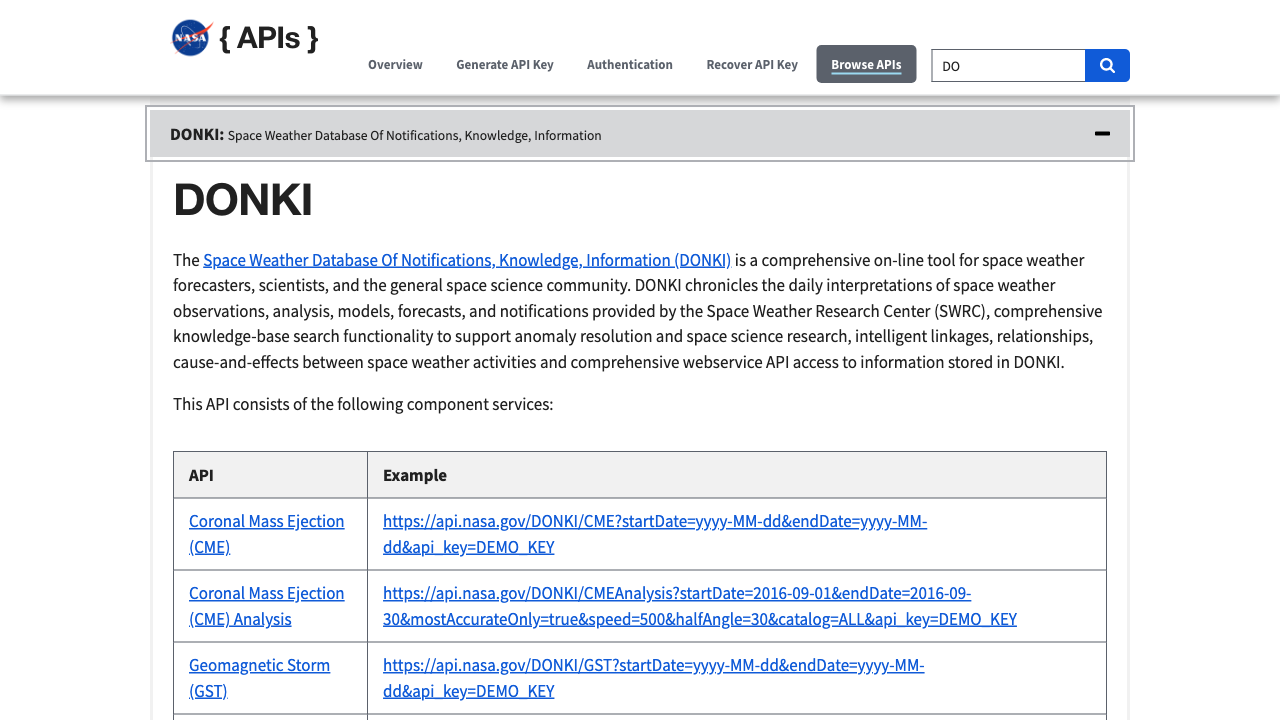 NASA
{ APIs }
Overview
Generate API Key
Authentication
Recover API Key
Browse APIs
DO
DONKI: Space Weather Database Of Notifications, Knowledge, Information
DONKI
The Space Weather Database Of Notifications, Knowledge, Information (DONKI) is a comprehensive on-line tool for space weather
forecasters, scientists, and the general space science community. DONKI chronicles the daily interpretations of space weather
observations, analysis, models, forecasts, and notifications provided by the Space Weather Research Center (SWRC), comprehensive
knowledge-base search functionality to support anomaly resolution and space science research, intelligent linkages, relationships,
cause-and-effects between space weather activities and comprehensive webservice API access to information stored in DONKI.
This API consists of the following component services:
API
Example
Coronal Mass Ejection
(CME)
https://api.nasa.gov/DONKI/CME?startDate=yyyy-MM-dd&endDate=yyyy-MM-
dd&api_key=DEMO_KEY
Coronal Mass Ejection
(CME) Analysis
https://api.nasa.gov/DONKI/CMEAnalysis?startDate=2016-09-01&endDate=2016-09-
30&mostAccurateOnly=true&speed=500&halfAngle=30&catalog=ALL&api_key=DEMO_KEY
Geomagnetic Storm
(GST)
https://api.nasa.gov/DONKI/GST?startDate=yyyy-MM-dd&endDate=yyyy-MM-
dd&api_key=DEMO_KEY